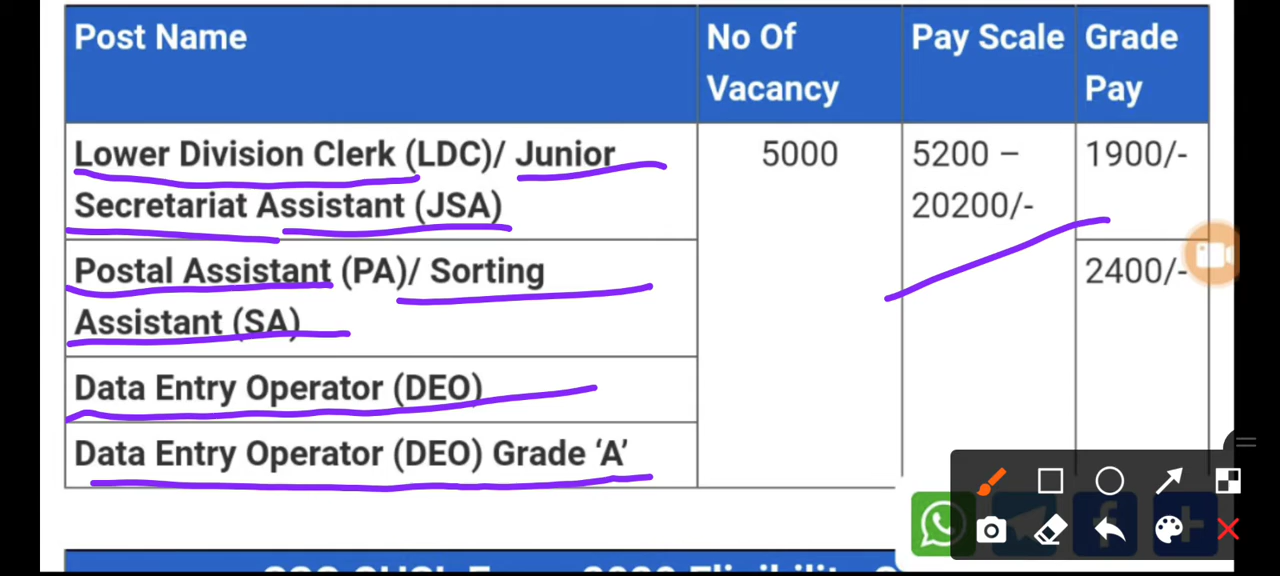 Post Name
No Of
Vacancy
Pay Scale
Grade
Pay
Lower Division Clerk (LDC)/ Junior
Secretariat Assistant (JSA)
5000
5200 –
20200/-
1900/-
Postal Assistant (PA)/ Sorting
Assistant (SA)
2400/-
Data Entry Operator (DEO)
Data Entry Operator (DEO) Grade ‘A’